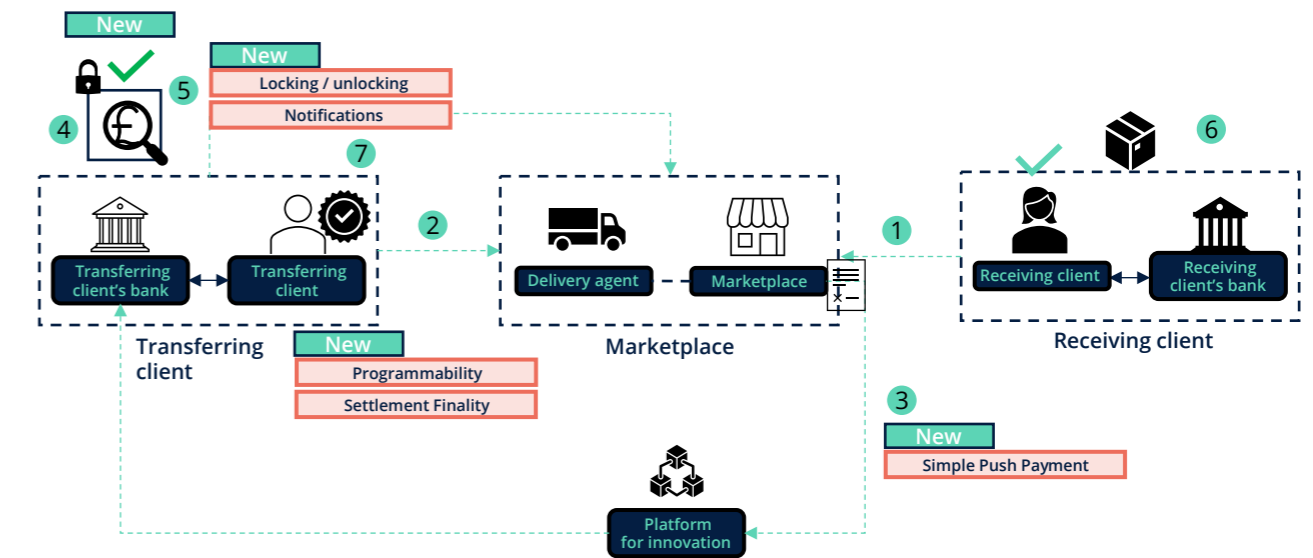 New
New
Locking / unlocking
Notifications
5
4
£
7
6
2
1
Transferring
client's bank
Transferring
client
Delivery agent
Marketplace
Receiving client
Receiving
client's bank
Transferring
client
Marketplace
Receiving client
New
Programmability
Settlement Finality
3
New
Simple Push Payment
Platform
for innovation